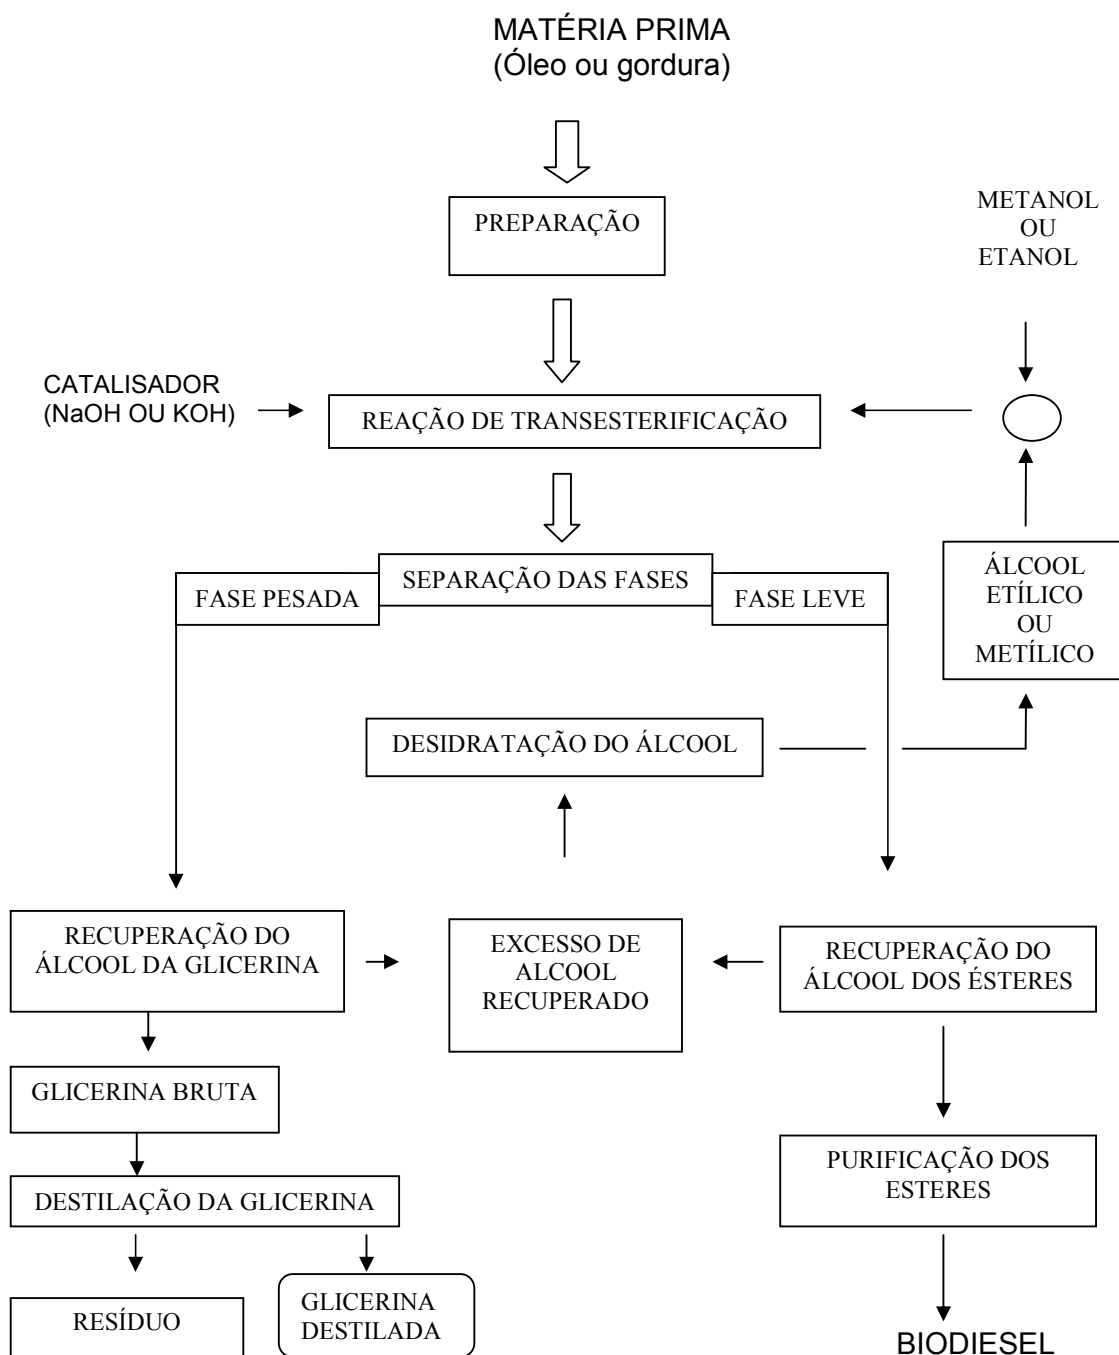 MATÉRIA PRIMA
(Óleo ou gordura)
PREPARAÇÃO
METANOL
OU
ETANOL
CATALISADOR
(NaOH OU KOH)
REAÇÃO DE TRANSESTERIFICAÇÃO
SEPARAÇÃO DAS FASES
FASE PESADA
FASE LEVE
ÁLCOOL
ETÍLICO
OU
METÍLICO
DESIDRATAÇÃO DO ÁLCOOL
RECUPERAÇÃO DO
ÁLCOOL DA GLICERINA
EXCESSO DE
ALCOOL
RECUPERADO
RECUPERAÇÃO DO
ÁLCOOL DOS ÉSTERES
GLICERINA BRUTA
DESTILAÇÃO DA GLICERINA
PURIFICAÇÃO DOS
ESTERES
RESÍDUO
GLICERINA
DESTILADA
BIODIESEL